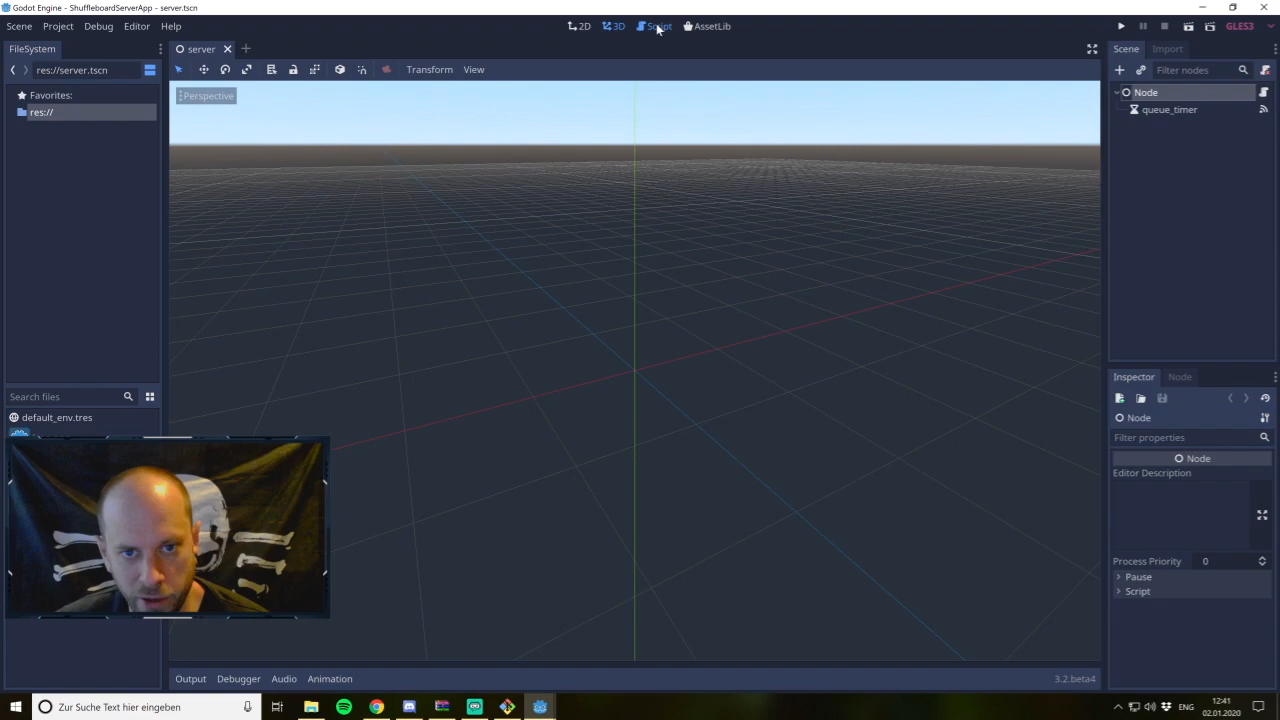 Godot Engine - ShuffleboardServerApp - server.tscn
Scene Project Debug Editor Help
2D 3D Script AssetLib
GLES3
FileSystem
server
Scene Import
res://server.tscn
Transform View
Filter nodes
Favorites:
res://
Perspective
Node
queue_timer
Inspector Node
Search files
default_env.tres
Node
Filter properties
Node
Editor Description
Process Priority 0
Pause
Script
Output Debugger Audio Animation
3.2.beta4
Zur Suche Text hier eingeben
ENG
12:41
02.01.2020